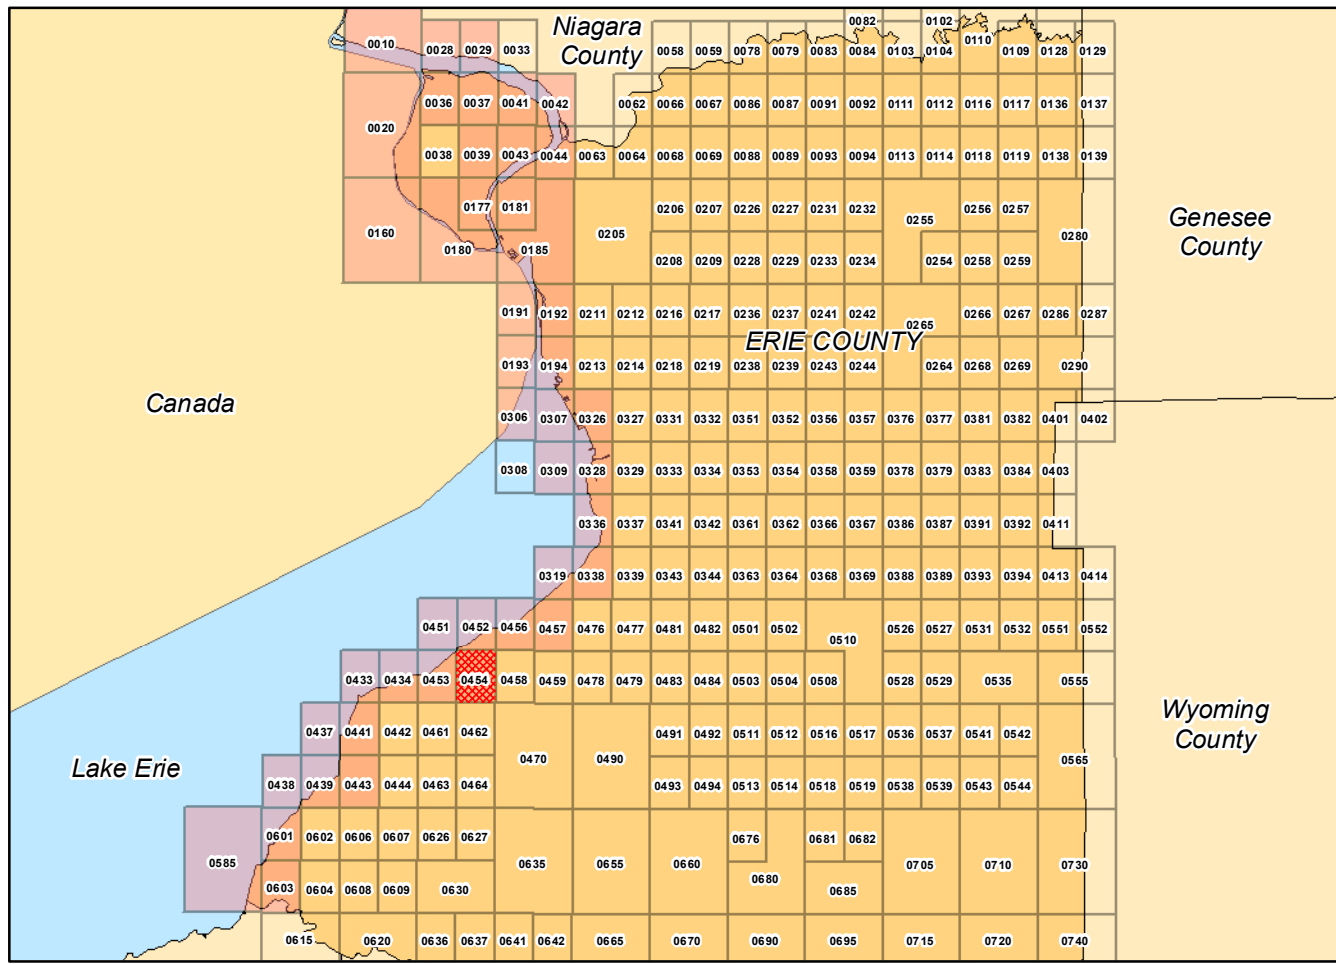 0082 0102
Niagara
County
0010 0028 0029 0033 0058 0059 0078 0079 0083 0084 0103 0104 0110 0109 0128 0129
0036 0037 0041 0042 0062 0066 0067 0086 0087 0091 0092 0111 0112 0116 0117 0136 0137
0020
0038 0039 0043 0044 0063 0064 0068 0069 0088 0089 0093 0094 0113 0114 0118 0119 0138 0139
0177 0181 0206 0207 0226 0227 0231 0232 0255 0256 0257
Genesee
County
0160 0180 0185 0205 0280
0208 0209 0228 0229 0233 0234 0254 0258 0259
0191 0192 0211 0212 0216 0217 0236 0237 0241 0242 0265 0266 0267 0286 0287
ERIE COUNTY
0193 0194 0213 0214 0218 0219 0238 0239 0243 0244 0264 0268 0269 0290
Canada
0306 0307 0326 0327 0331 0332 0351 0352 0356 0357 0376 0377 0381 0382 0401 0402
0308 0309 0328 0329 0333 0334 0353 0354 0358 0359 0378 0379 0383 0384 0403
0336 0337 0341 0342 0361 0362 0366 0367 0386 0387 0391 0392 0411
0319 0338 0339 0343 0344 0363 0364 0368 0369 0388 0389 0393 0394 0413 0414
0451 0452 0456 0457 0476 0477 0481 0482 0501 0502 0510 0526 0527 0531 0532 0551 0552
0433 0434 0453 0454 0458 0459 0478 0479 0483 0484 0503 0504 0508 0528 0529 0535 0555
Wyoming
County
0437 0441 0442 0461 0462 0491 0492 0511 0512 0516 0517 0536 0537 0541 0542
0470 0490 0565
Lake Erie
0438 0439 0443 0444 0463 0464 0493 0494 0513 0514 0518 0519 0538 0539 0543 0544
0601 0602 0606 0607 0626 0627 0676 0681 0682
0585 0635 0655 0660 0705 0710 0730
0680
0603 0604 0608 0609 0630 0685
0615 0620 0636 0637 0641 0642 0665 0670 0690 0695 0715 0720 0740